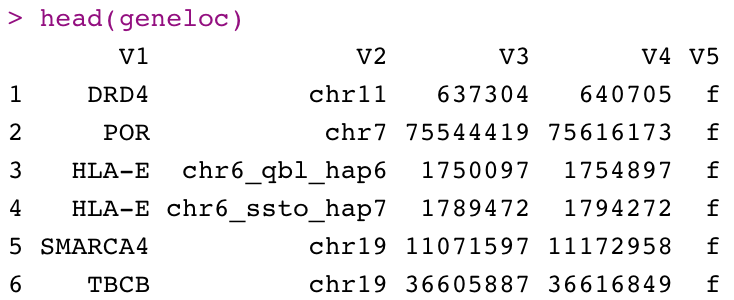 > head(geneloc)
V1 V2 V3 V4 V5
1 DRD4 chr11 637304 640705 f
2 POR chr7 75544419 75616173 f
3 HLA-E chr6_qbl_hap6 1750097 1754897 f
4 HLA-E chr6_ssto_hap7 1789472 1794272 f
5 SMARCA4 chr19 11071597 11172958 f
6 TBCB chr19 36605887 36616849 f